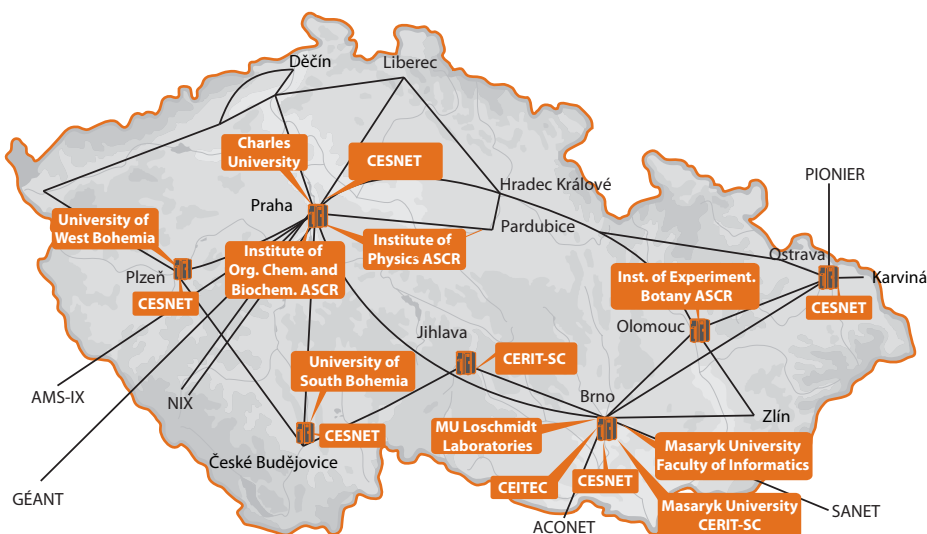 Děčín
Liberec
Charles
University
CESNET
PIONIER
Hradec Králové
Praha
University of
West Bohemia
Pardubice
Institute of
Physics ASCR
Institute of
Org. Chem. and
Biochem. ASCR
Ostrava
Plzeň
Inst. of Experiment.
Botany ASCR
Karviná
CESNET
CESNET
Olomouc
Jihlava
CERIT-SC
University of
South Bohemia
AMS-IX
NIX
Brno
Zlín
MU Loschmidt
Laboratories
CESNET
Masaryk University
Faculty of Informatics
České Budějovice
CEITEC
CESNET
GÉANT
Masaryk University
CERIT-SC
SANET
ACONET